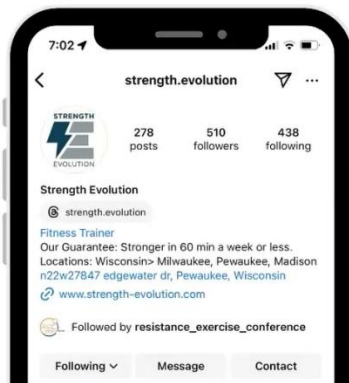 7:02
strength.evolution
STRENGTH
EVOLUTION
278
posts
510
followers
438
following
Strength Evolution
strength.evolution
Fitness Trainer
Our Guarantee: Stronger in 60 min a week or less.
Locations: Wisconsin> Milwaukee, Pewaukee, Madison
n22w27847 edgewater dr, Pewaukee, Wisconsin
www.strength-evolution.com
Followed by resistance_exercise_conference
Following
Message
Contact